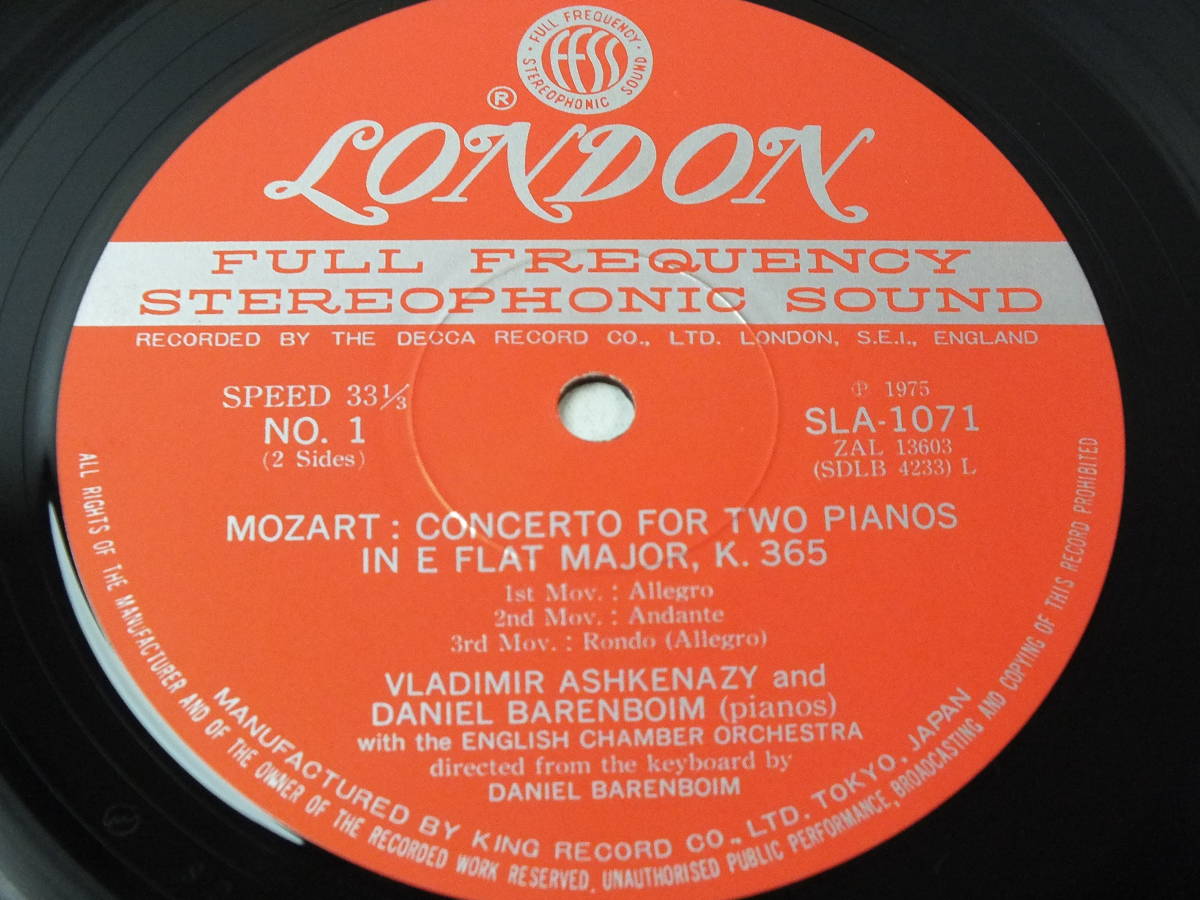 · FULL FREQUENCY · STEREOPHONIC SOUND
FFSS
®
LONDON
FULL FREQUENCY
STEREOPHONIC SOUND
RECORDED BY THE DECCA RECORD CO., LTD. LONDON, S.E.I., ENGLAND
SPEED 33⅓
NO. 1
(2 Sides)
℗ 1975
SLA-1071
ZAL 13603
(SDLB 4233) L
MOZART : CONCERTO FOR TWO PIANOS
IN E FLAT MAJOR, K. 365
1st Mov. : Allegro
2nd Mov. : Andante
3rd Mov. : Rondo (Allegro)
VLADIMIR ASHKENAZY and
DANIEL BARENBOIM (pianos)
with the ENGLISH CHAMBER ORCHESTRA
directed from the keyboard by
DANIEL BARENBOIM
MANUFACTURED BY KING RECORD CO., LTD. TOKYO, JAPAN
ALL RIGHTS OF THE MANUFACTURER AND OF THE OWNER OF THE RECORDED WORK RESERVED. UNAUTHORISED PUBLIC PERFORMANCE, BROADCASTING AND COPYING OF THIS RECORD PROHIBITED